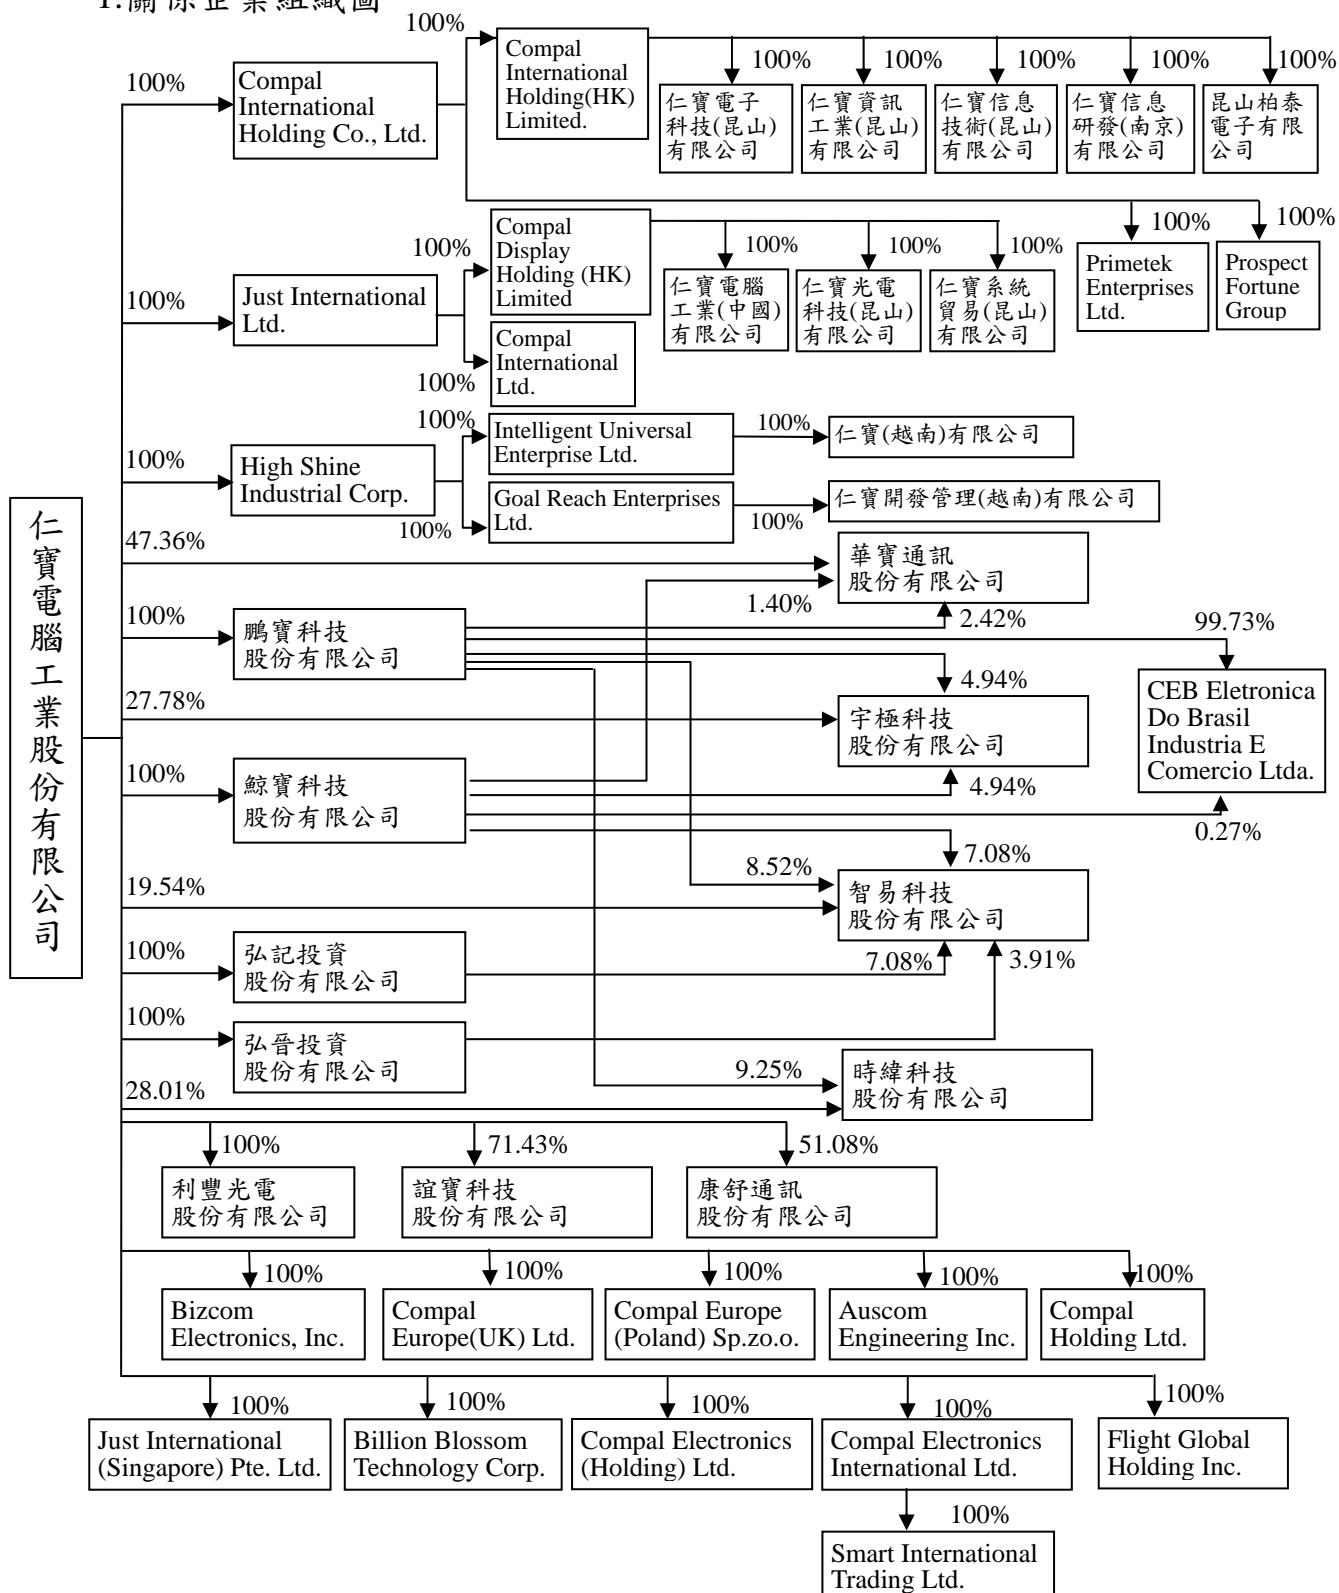 1.關係企業組織圖
100%
Compal
International
Holding Co., Ltd.
100%
Compal
International
Holding(HK)
Limited.
100%
100%
100%
100%
100%
仁寶電子
科技(昆山)
有限公司
仁寶資訊
工業(昆山)
有限公司
仁寶信息
技術(昆山)
有限公司
仁寶信息
研發(南京)
有限公司
昆山柏泰
電子有限
公司
100%
Primetek
Enterprises
Ltd.
100%
Prospect
Fortune
Group
100%
Just International
Ltd.
100%
Compal
Display
Holding (HK)
Limited
100%
100%
100%
仁寶電腦
工業(中國)
有限公司
仁寶光電
科技(昆山)
有限公司
仁寶系統
貿易(昆山)
有限公司
100%
Compal
International
Ltd.
100%
High Shine
Industrial Corp.
100%
Intelligent Universal
Enterprise Ltd.
100%
仁寶(越南)有限公司
100%
Goal Reach Enterprises
Ltd.
100%
仁寶開發管理(越南)有限公司
仁寶電腦工業股份有限公司
47.36%
華寶通訊
股份有限公司
1.40%
2.42%
100%
鵬寶科技
股份有限公司
99.73%
CEB Eletronica
Do Brasil
Industria E
Comercio Ltda.
0.27%
27.78%
4.94%
宇極科技
股份有限公司
4.94%
100%
鯨寶科技
股份有限公司
7.08%
8.52%
19.54%
智易科技
股份有限公司
7.08%
3.91%
100%
弘記投資
股份有限公司
100%
弘晉投資
股份有限公司
9.25%
28.01%
時緯科技
股份有限公司
100%
71.43%
51.08%
利豐光電
股份有限公司
誼寶科技
股份有限公司
康舒通訊
股份有限公司
100%
100%
100%
100%
100%
Bizcom
Electronics, Inc.
Compal
Europe(UK) Ltd.
Compal Europe
(Poland) Sp.zo.o.
Auscom
Engineering Inc.
Compal
Holding Ltd.
100%
100%
100%
100%
100%
Just International
(Singapore) Pte. Ltd.
Billion Blossom
Technology Corp.
Compal Electronics
(Holding) Ltd.
Compal Electronics
International Ltd.
Flight Global
Holding Inc.
100%
Smart International
Trading Ltd.